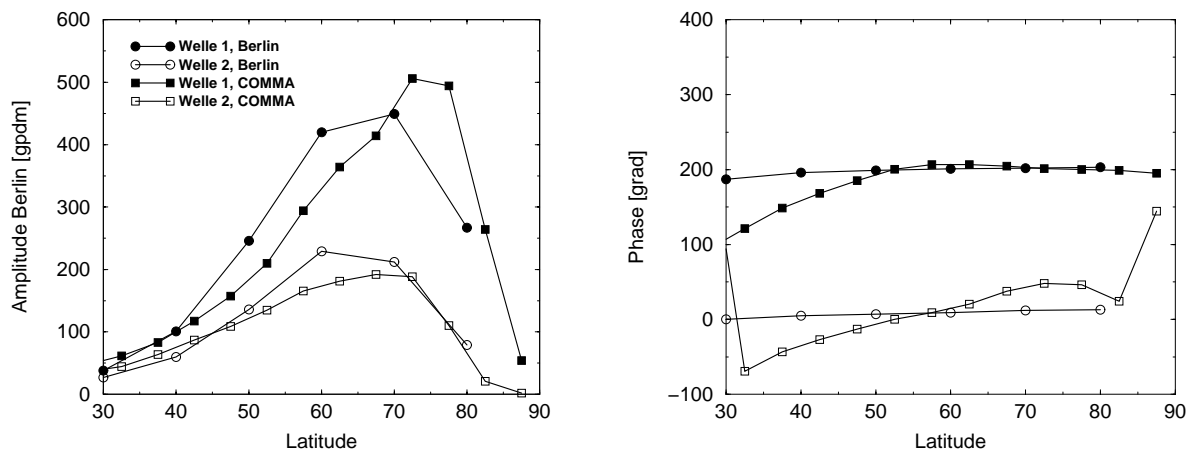 600
500
400
300
200
100
0
Amplitude Berlin [gpdm]
Welle 1, Berlin
Welle 2, Berlin
Welle 1, COMMA
Welle 2, COMMA
30 40 50 60 70 80 90
Latitude
400
300
200
100
0
−100
Phase [grad]
30 40 50 60 70 80 90
Latitude